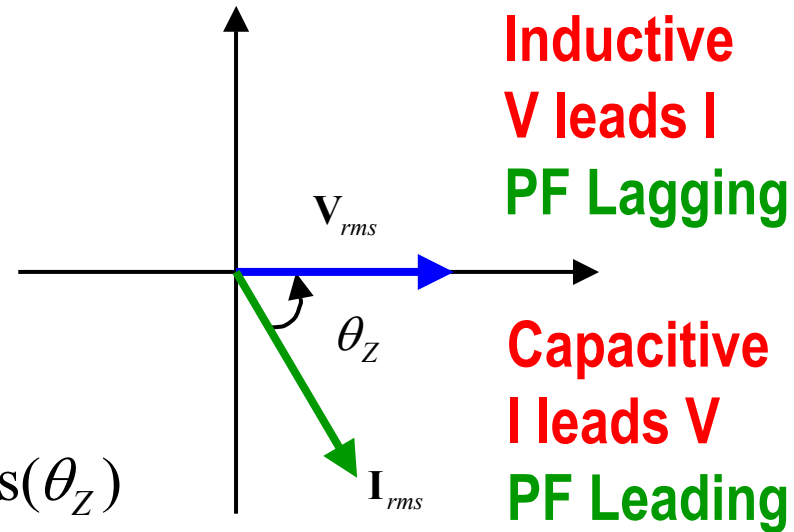 Inductive
V leads I
PF Lagging
V_rms
θ_Z
Capacitive
I leads V
PF Leading
s(θ_Z)
I_rms